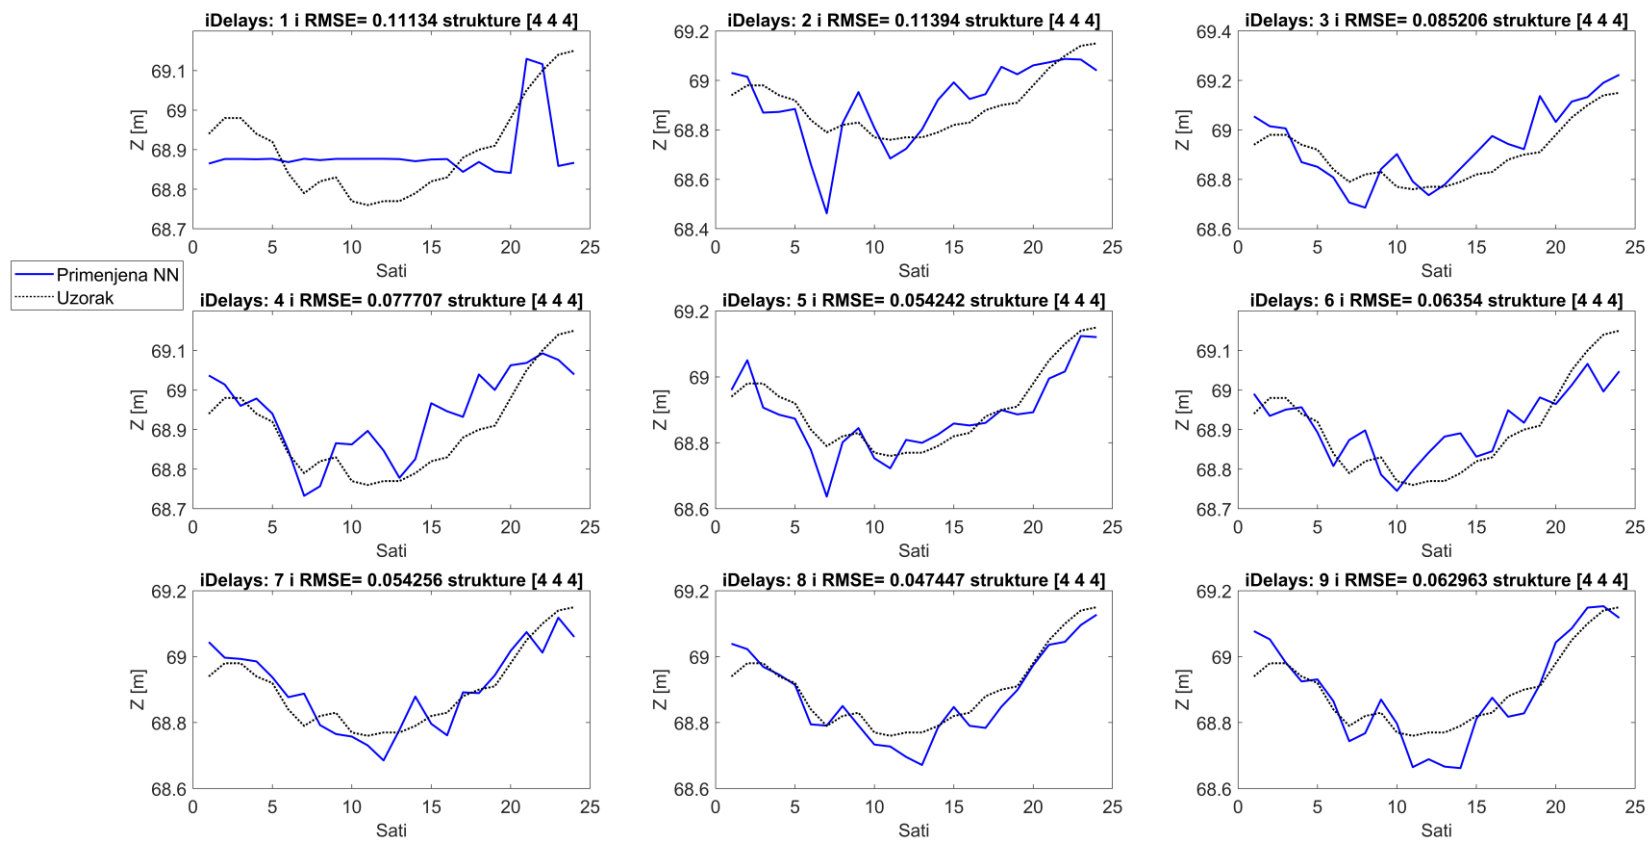 iDelays: 1 i RMSE= 0.11134 strukture [4 4 4]
69.1
69
68.9
68.8
68.7
Z [m]
0 5 10 15 20 25
Sati
iDelays: 2 i RMSE= 0.11394 strukture [4 4 4]
69.2
69
68.8
68.6
68.4
Z [m]
0 5 10 15 20 25
Sati
iDelays: 3 i RMSE= 0.085206 strukture [4 4 4]
69.4
69.2
69
68.8
68.6
Z [m]
0 5 10 15 20 25
Sati
Primenjena NN
Uzorak
iDelays: 4 i RMSE= 0.077707 strukture [4 4 4]
69.1
69
68.9
68.8
68.7
Z [m]
0 5 10 15 20 25
Sati
iDelays: 5 i RMSE= 0.054242 strukture [4 4 4]
69.2
69
68.8
68.6
Z [m]
0 5 10 15 20 25
Sati
iDelays: 6 i RMSE= 0.06354 strukture [4 4 4]
69.1
69
68.9
68.8
68.7
Z [m]
0 5 10 15 20 25
Sati
iDelays: 7 i RMSE= 0.054256 strukture [4 4 4]
69.2
69
68.8
68.6
Z [m]
0 5 10 15 20 25
Sati
iDelays: 8 i RMSE= 0.047447 strukture [4 4 4]
69.2
69
68.8
68.6
Z [m]
0 5 10 15 20 25
Sati
iDelays: 9 i RMSE= 0.062963 strukture [4 4 4]
69.2
69
68.8
68.6
Z [m]
0 5 10 15 20 25
Sati